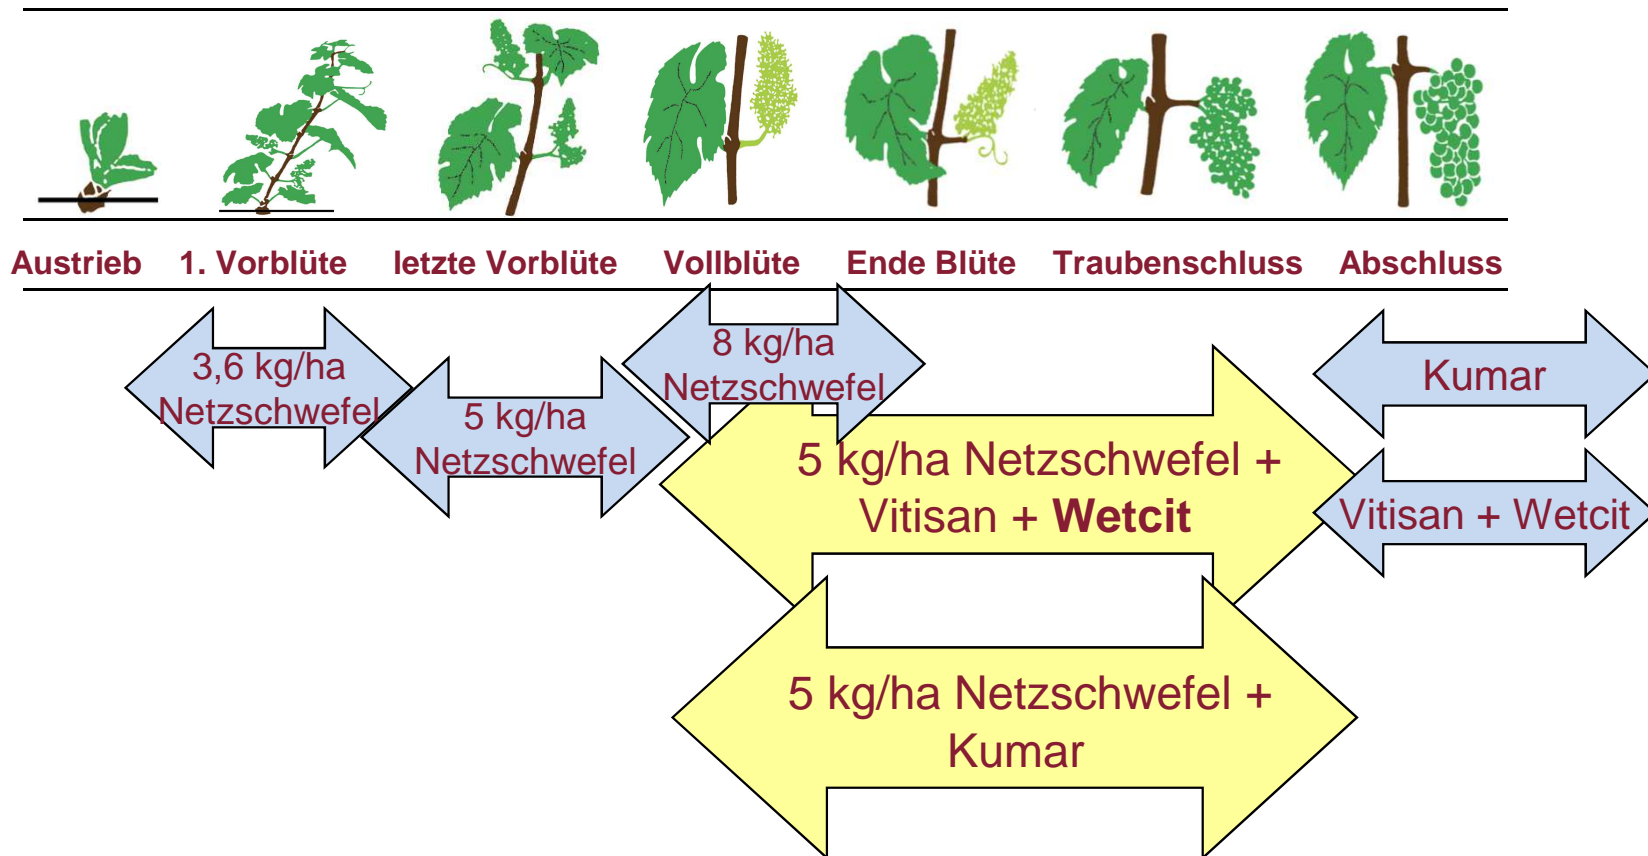 Austrieb 1. Vorblüte letzte Vorblüte Vollblüte Ende Blüte Traubenschluss Abschluss
3,6 kg/ha
Netzschwefel
5 kg/ha
Netzschwefel
8 kg/ha
Netzschwefel
Kumar
5 kg/ha Netzschwefel +
Vitisan + Wetcit
Vitisan + Wetcit
5 kg/ha Netzschwefel +
Kumar